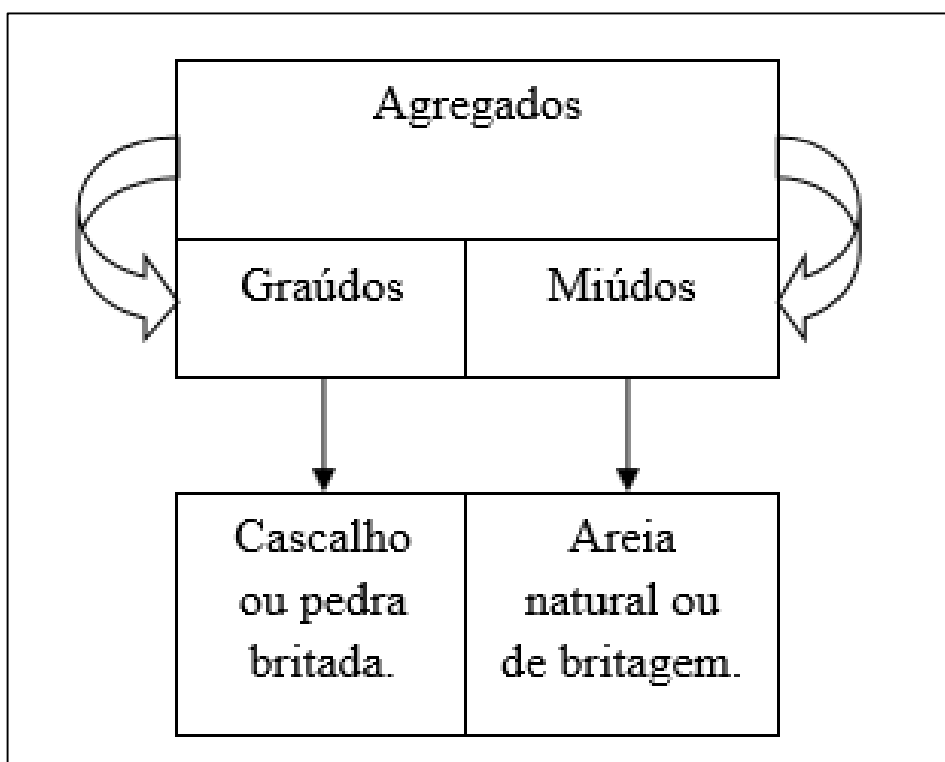 Agregados
Graúdos
Miúdos
Cascalho
ou pedra
britada.
Areia
natural ou
de britagem.